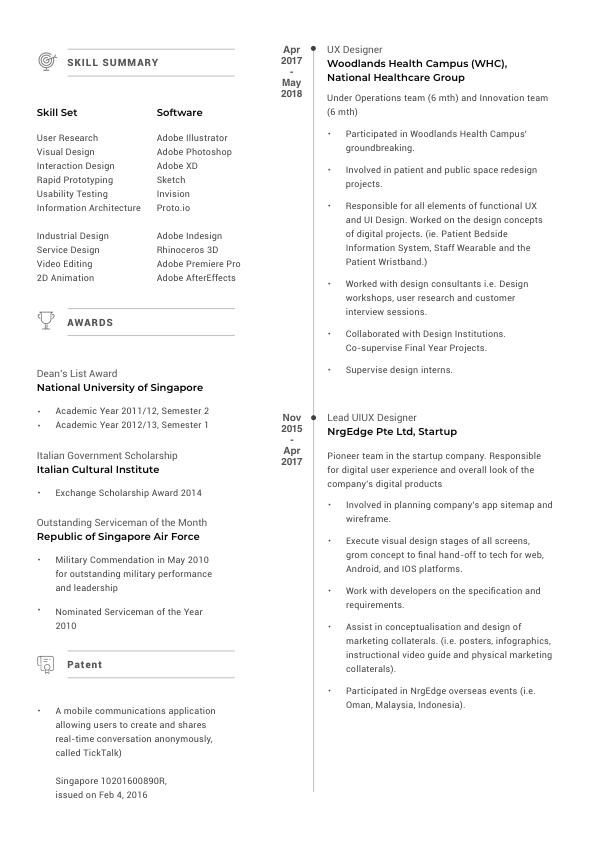 SKILL SUMMARY
Skill Set
Software
User Research
Adobe Illustrator
Visual Design
Adobe Photoshop
Interaction Design
Adobe XD
Rapid Prototyping
Sketch
Usability Testing
Invision
Information Architecture
Proto.io
Industrial Design
Adobe Indesign
Service Design
Rhinoceros 3D
Video Editing
Adobe Premiere Pro
2D Animation
Adobe AfterEffects
AWARDS
Dean's List Award
National University of Singapore
• Academic Year 2011/12, Semester 2
• Academic Year 2012/13, Semester 1
Italian Government Scholarship
Italian Cultural Institute
• Exchange Scholarship Award 2014
Outstanding Serviceman of the Month
Republic of Singapore Air Force
• Military Commendation in May 2010
for outstanding military performance
and leadership
• Nominated Serviceman of the Year
2010
Patent
• A mobile communications application
allowing users to create and shares
real-time conversation anonymously,
called TickTalk)
Singapore 10201600890R,
issued on Feb 4, 2016
Apr
2017
-
May
2018
UX Designer
Woodlands Health Campus (WHC),
National Healthcare Group
Under Operations team (6 mth) and Innovation team
(6 mth)
• Participated in Woodlands Health Campus'
groundbreaking.
• Involved in patient and public space redesign
projects.
• Responsible for all elements of functional UX
and UI Design. Worked on the design concepts
of digital projects. (ie. Patient Bedside
Information System, Staff Wearable and the
Patient Wristband.)
• Worked with design consultants i.e. Design
workshops, user research and customer
interview sessions.
• Collaborated with Design Institutions.
Co-supervise Final Year Projects.
• Supervise design interns.
Nov
2015
-
Apr
2017
Lead UIUX Designer
NrgEdge Pte Ltd, Startup
Pioneer team in the startup company. Responsible
for digital user experience and overall look of the
company's digital products
• Involved in planning company's app sitemap and
wireframe.
• Execute visual design stages of all screens,
grom concept to final hand-off to tech for web,
Android, and IOS platforms.
• Work with developers on the specification and
requirements.
• Assist in conceptualisation and design of
marketing collaterals. (i.e. posters, infographics,
instructional video guide and physical marketing
collaterals).
• Participated in NrgEdge overseas events (i.e.
Oman, Malaysia, Indonesia).